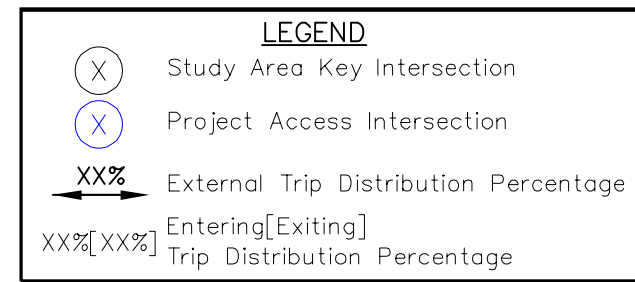 LEGEND
X Study Area Key Intersection
X Project Access Intersection
XX% External Trip Distribution Percentage
XX%[XX%] Entering[Exiting]
Trip Distribution Percentage